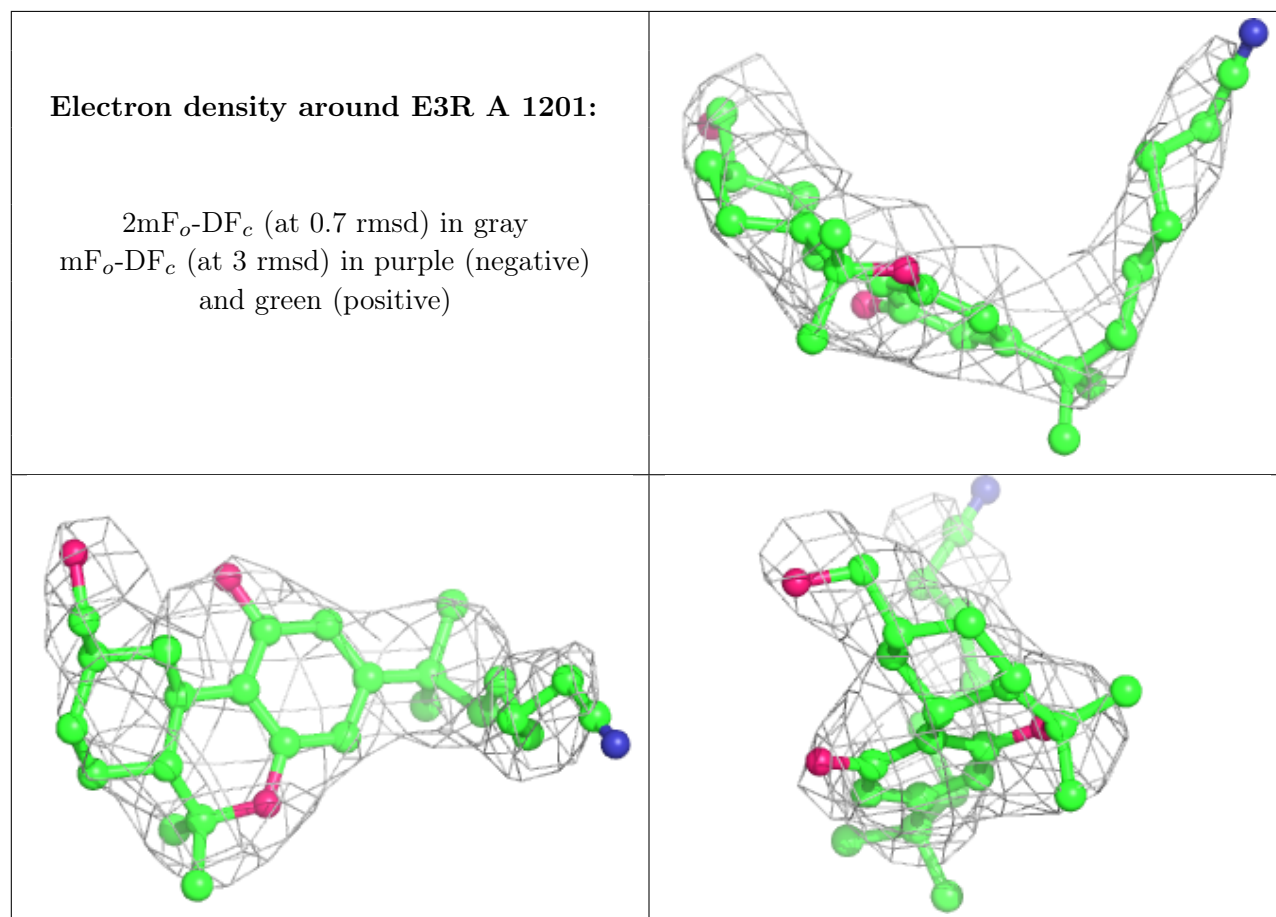 Electron density around E3R A 1201:
2mFo-DFc (at 0.7 rmsd) in gray
mFo-DFc (at 3 rmsd) in purple (negative)
and green (positive)